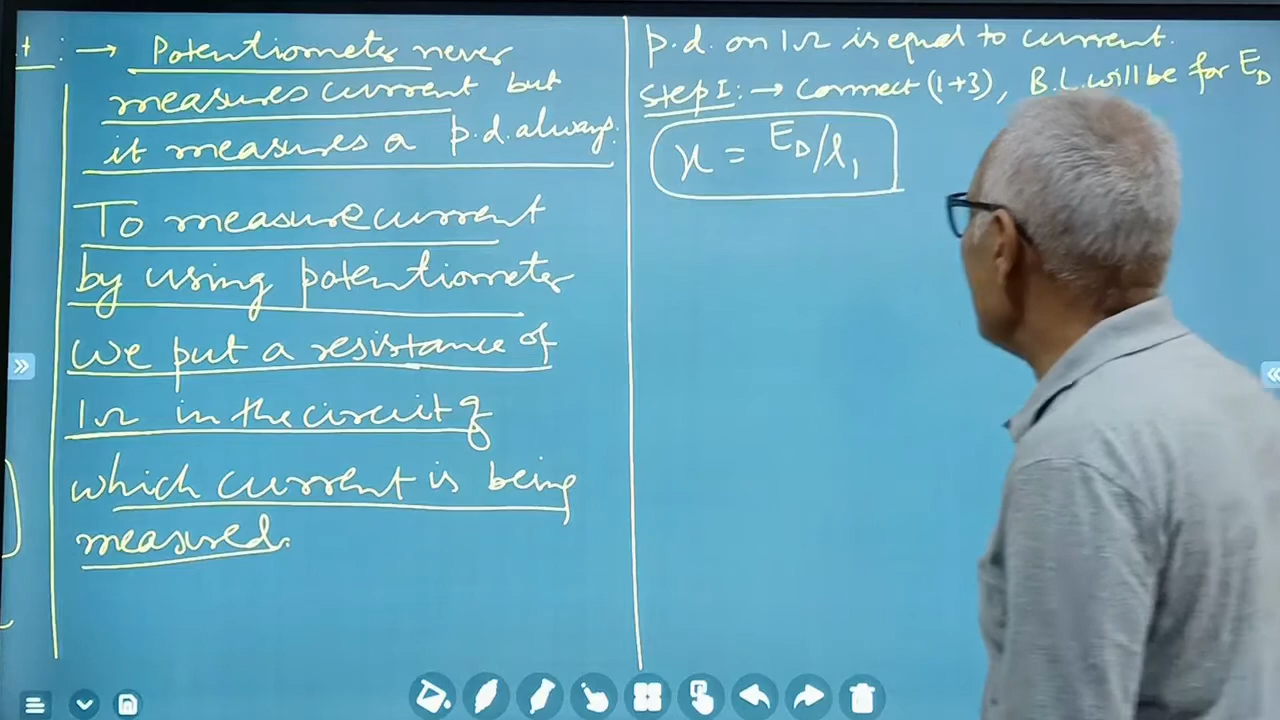 t : → Potentiometer never
measures current but
it measures a p.d. always.
To measure current
by using potentiometer
we put a resistance of
1Ω in the circuit of
which current is being
measured.
p.d. on 1Ω is equal to current.
Step I : → Connect (1+3), B.L. will be for E_D
x = E_D/l₁